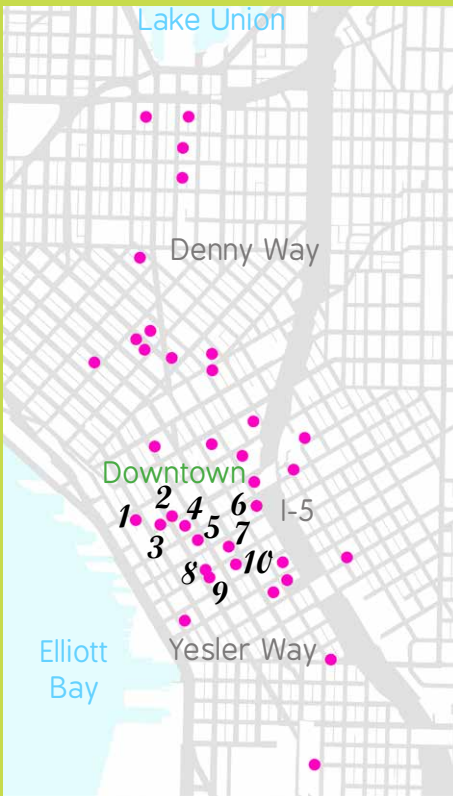 Lake Union
Denny Way
Downtown
1
2
3
4
5
6
7
8
9
10
I-5
Elliott
Bay
Yesler Way